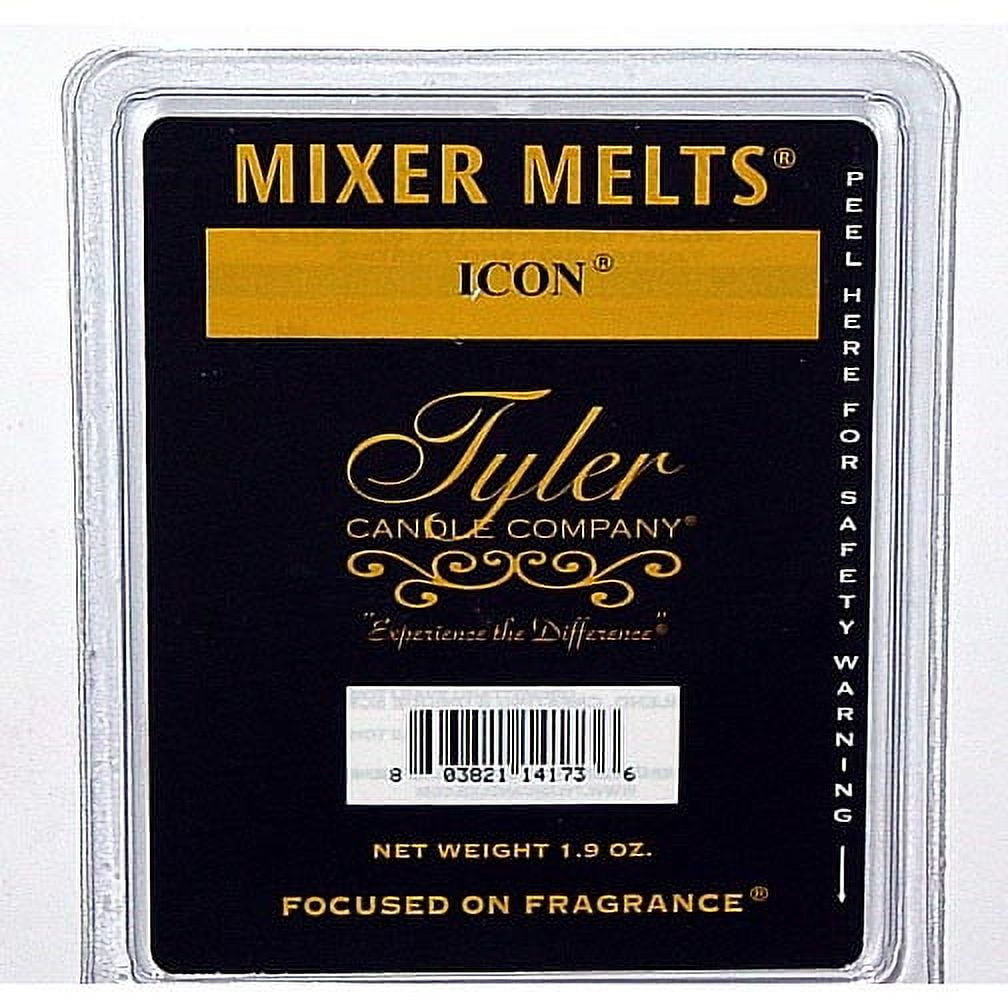 MIXER MELTS®
ICON®
Tyler
CANDLE COMPANY®
"Experience the Difference"®
8 03821 14173 6
NET WEIGHT 1.9 OZ.
FOCUSED ON FRAGRANCE®
PEEL HERE FOR SAFETY WARNING